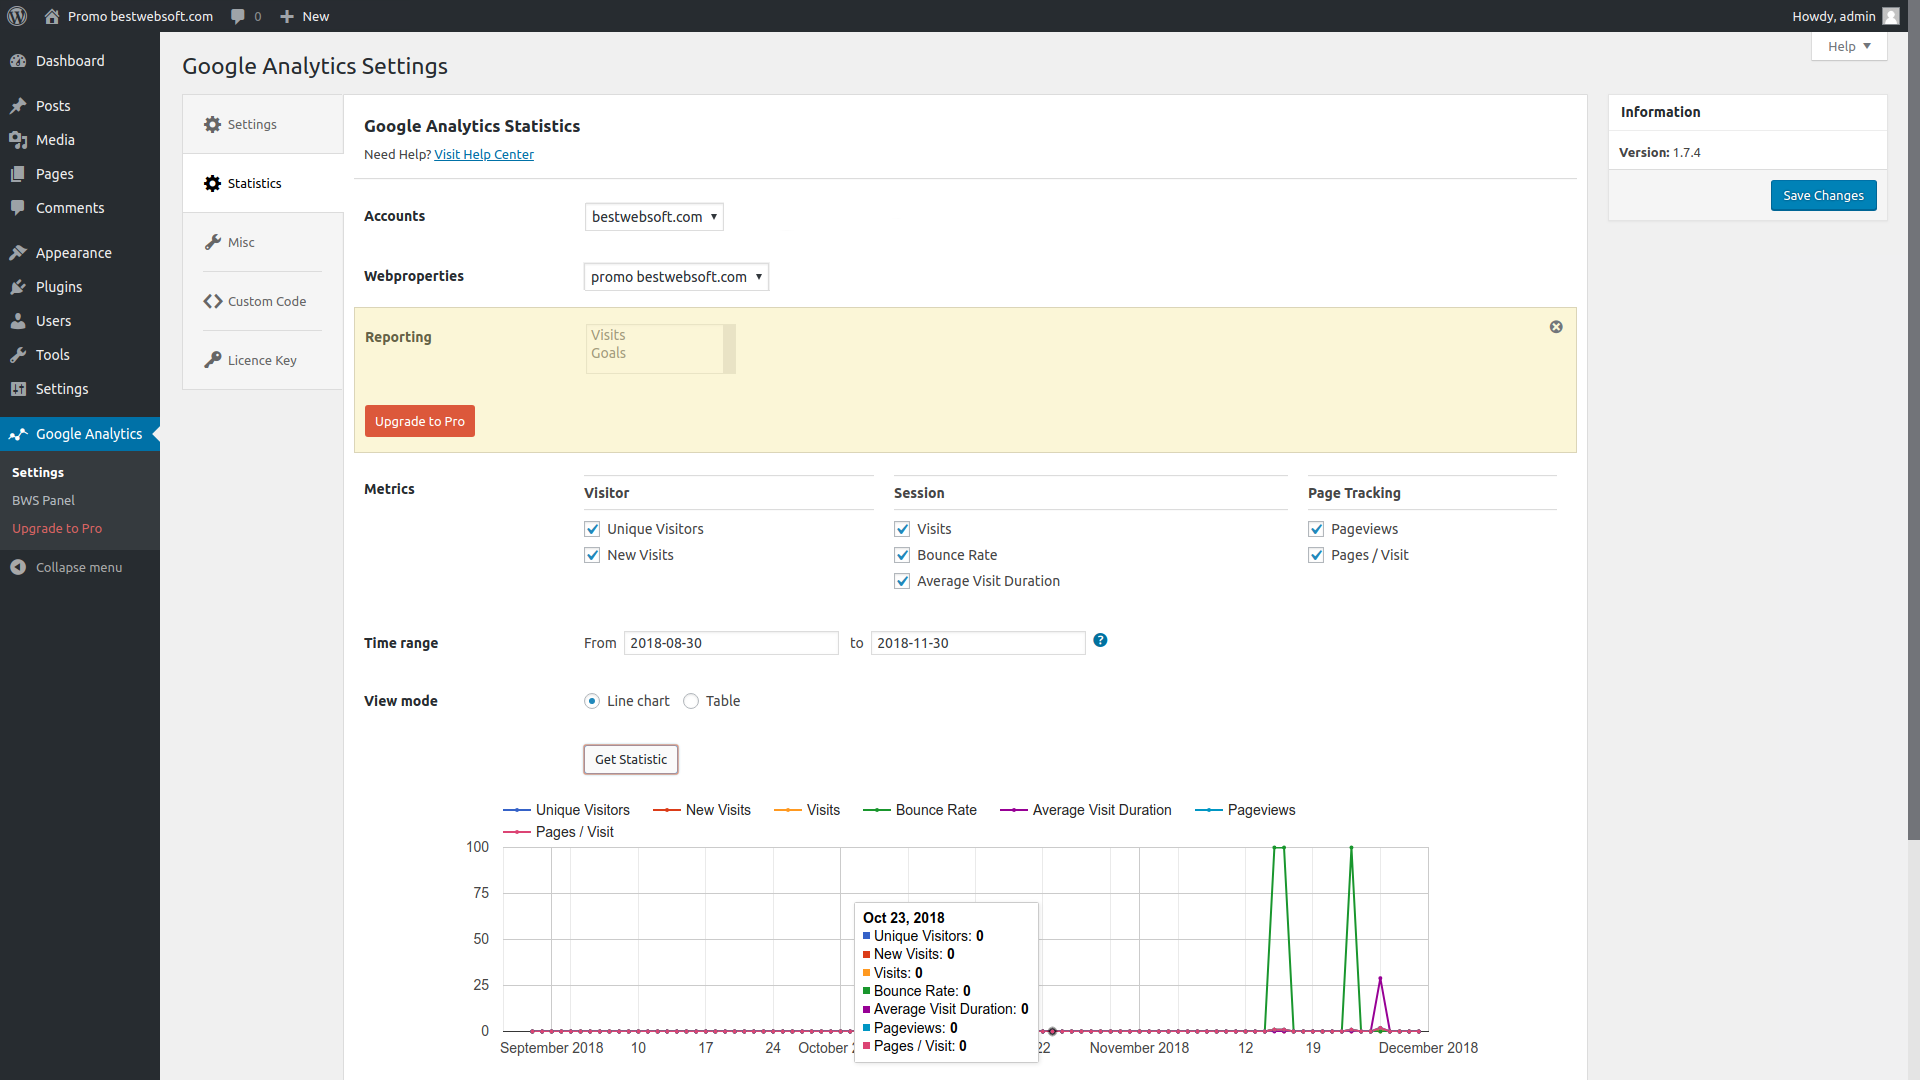 Promo bestwebsoft.com 0 New Howdy, admin
Help
Dashboard
Posts
Media
Pages
Comments
Appearance
Plugins
Users
Tools
Settings
Google Analytics
Settings
BWS Panel
Upgrade to Pro
Collapse menu
Google Analytics Settings
Settings
Statistics
Misc
Custom Code
Licence Key
Google Analytics Statistics
Need Help? Visit Help Center
Accounts bestwebsoft.com
Webproperties promo bestwebsoft.com
Reporting
Visits
Goals
Upgrade to Pro
Metrics
Visitor
Unique Visitors
New Visits
Session
Visits
Bounce Rate
Average Visit Duration
Page Tracking
Pageviews
Pages / Visit
Time range From 2018-08-30 to 2018-11-30 ?
View mode Line chart Table
Get Statistic
Unique Visitors New Visits Visits Bounce Rate Average Visit Duration Pageviews
Pages / Visit
100
75
50
25
0
Oct 23, 2018
Unique Visitors: 0
New Visits: 0
Visits: 0
Bounce Rate: 0
Average Visit Duration: 0
Pageviews: 0
Pages / Visit: 0
September 2018 10 17 24 October 22 November 2018 12 19 December 2018
Information
Version: 1.7.4
Save Changes